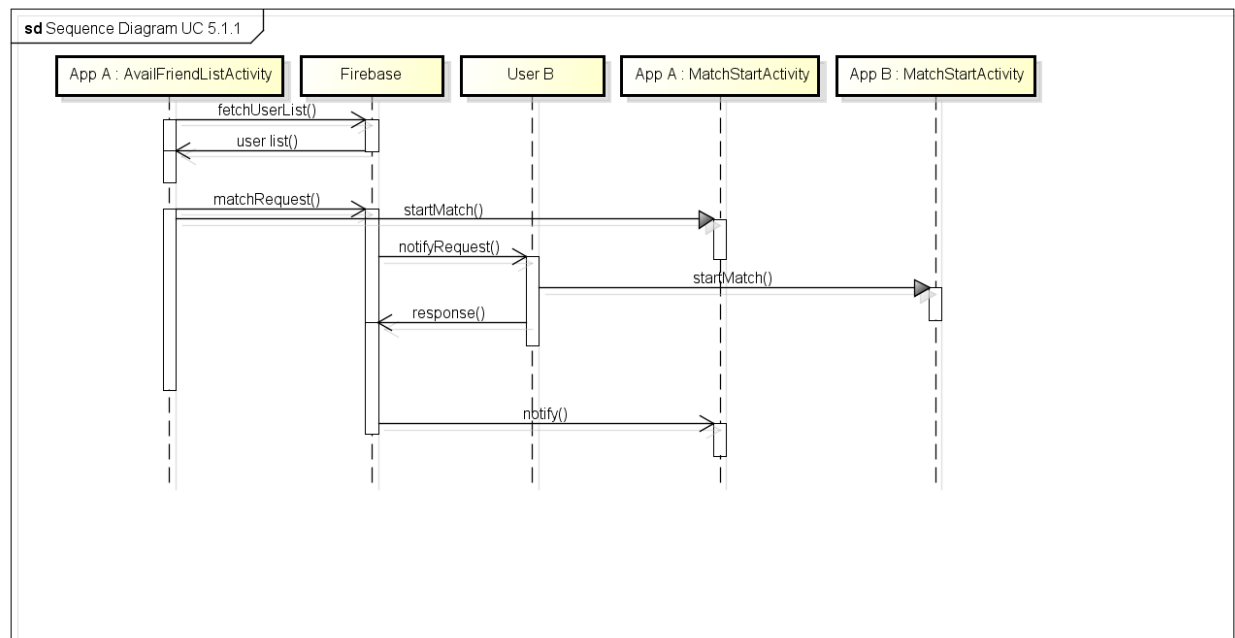 sd Sequence Diagram UC 5.1.1
App A : AvailFriendListActivity
Firebase
User B
App A : MatchStartActivity
App B : MatchStartActivity
fetchUserList()
user list()
matchRequest()
startMatch()
notifyRequest()
startMatch()
response()
notify()